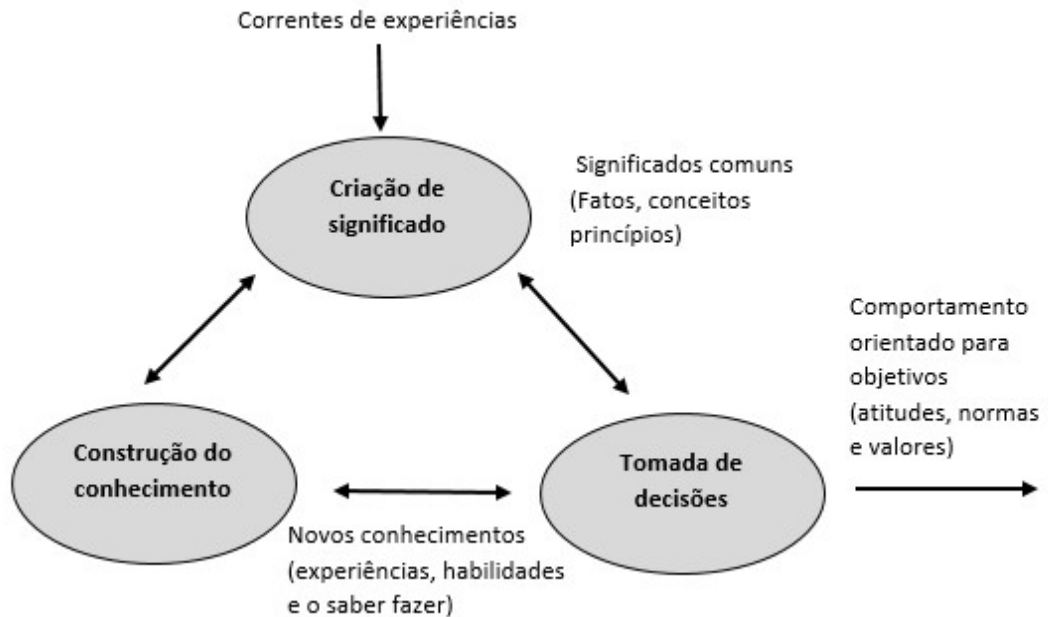 Correntes de experiências
Criação de
significado
Significados comuns
(Fatos, conceitos
princípios)
Comportamento
orientado para
objetivos
(atitudes, normas
e valores)
Construção do
conhecimento
Tomada de
decisões
Novos conhecimentos
(experiências, habilidades
e o saber fazer)